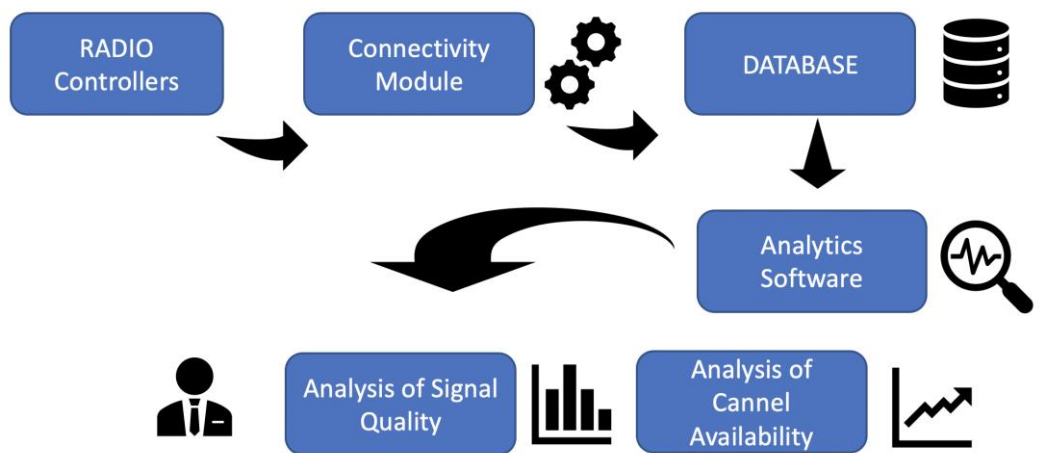 RADIO
Controllers
Connectivity
Module
DATABASE
Analytics
Software
Analysis of Signal
Quality
Analysis of
Cannel
Availability